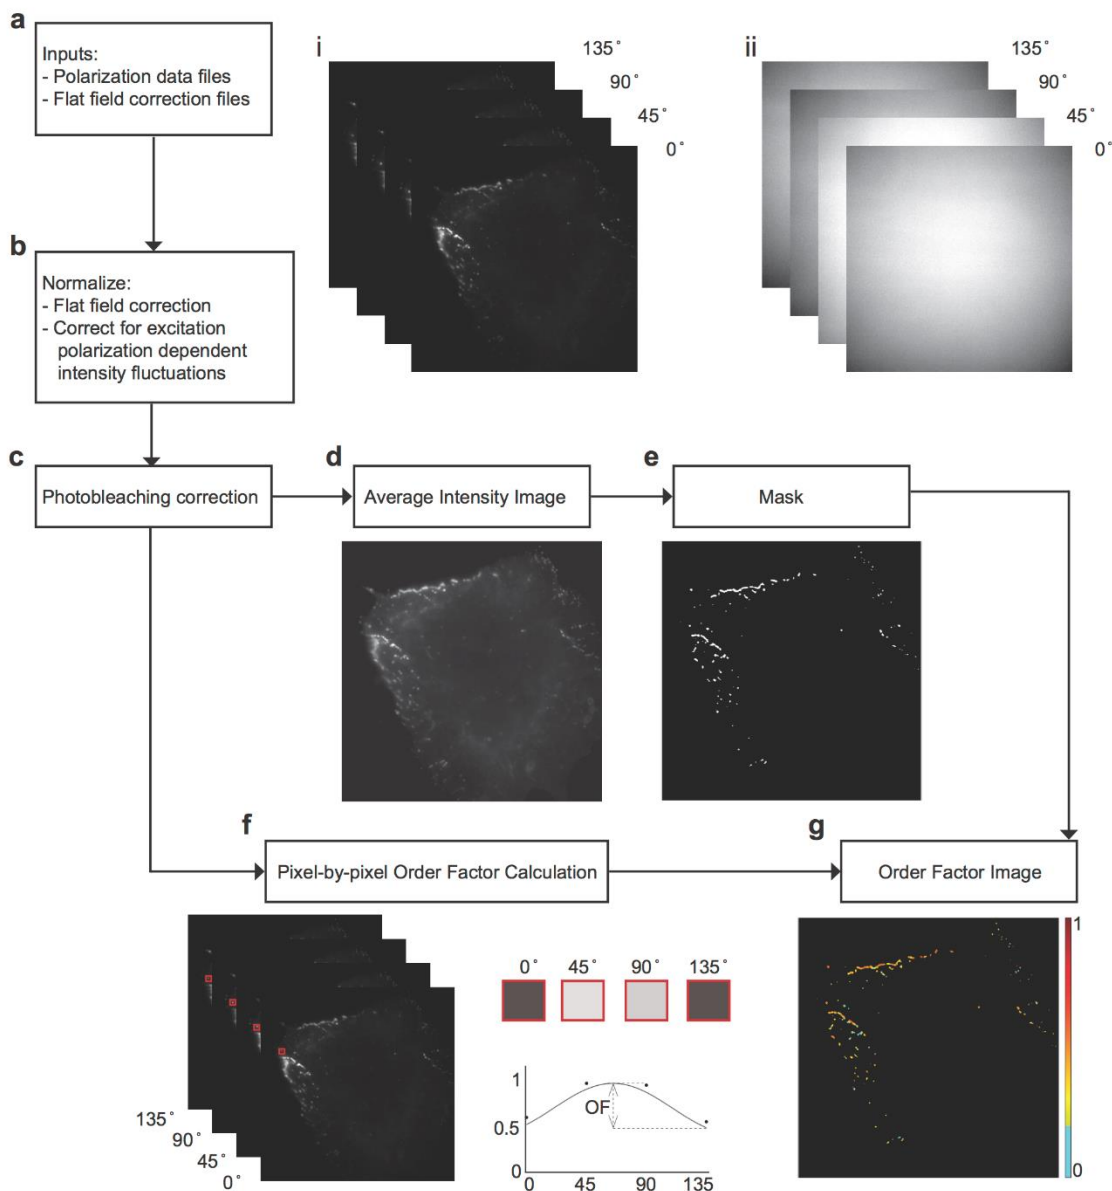 a
Inputs:
- Polarization data files
- Flat field correction files
i
135°
90°
45°
0°
ii
135°
90°
45°
0°
b
Normalize:
- Flat field correction
- Correct for excitation
polarization dependent
intensity fluctuations
c
Photobleaching correction
d
Average Intensity Image
e
Mask
f
Pixel-by-pixel Order Factor Calculation
g
Order Factor Image
135°
90°
45°
0°
0° 45° 90° 135°
1
0.5
0
OF
0 45 90 135
1
0